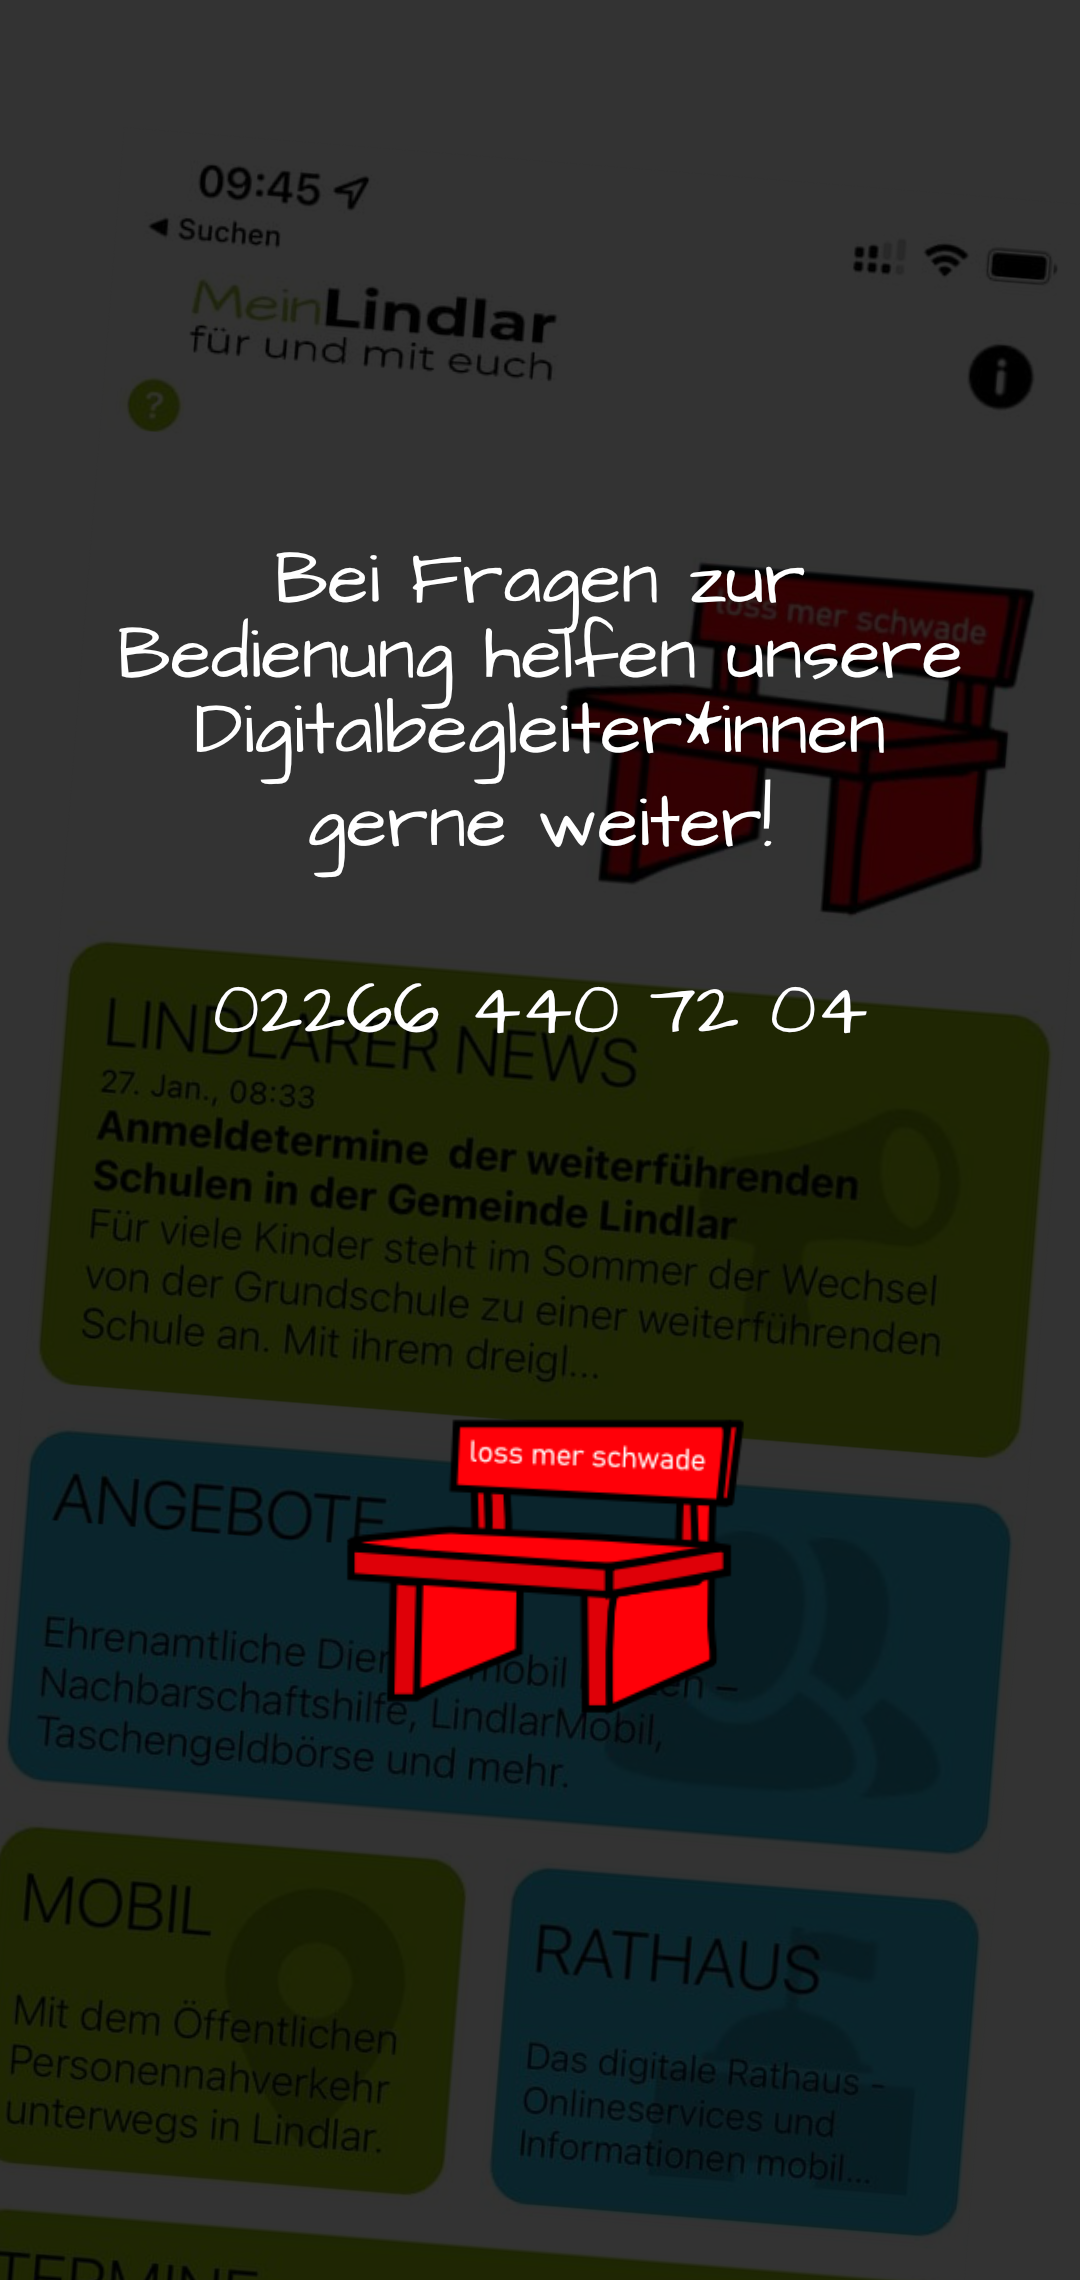 09:45
Suchen
MeinLindlar
für und mit euch
?
i
Bei Fragen zur
loss mer schwade
Bedienung helfen unsere
Digitalbegleiter*innen
gerne weiter!
02266 440 72 04
LINDLARER NEWS
27. Jan., 08:33
Anmeldetermine der weiterführenden
Schulen in der Gemeinde Lindlar
Für viele Kinder steht im Sommer der Wechsel
von der Grundschule zu einer weiterführenden
Schule an. Mit ihrem dreigl...
loss mer schwade
ANGEBOTE
Ehrenamtliche mobil –
Nachbarschaftshilfe, LindlarMobil,
Taschengeldbörse und mehr.
MOBIL
Mit dem Öffentlichen
Personennahverkehr
unterwegs in Lindlar.
RATHAUS
Das digitale Rathaus -
Onlineservices und
Informationen mobil...
TERMINE